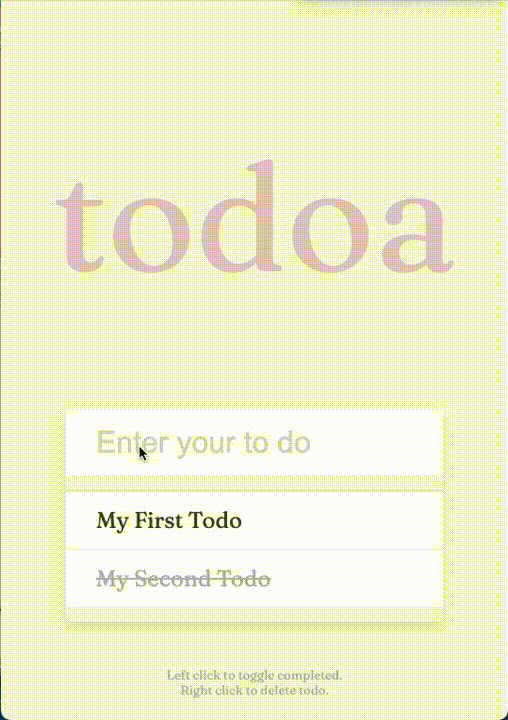 todoa
Enter your to do
My First Todo
My Second Todo
Left click to toggle completed.
Right click to delete todo.